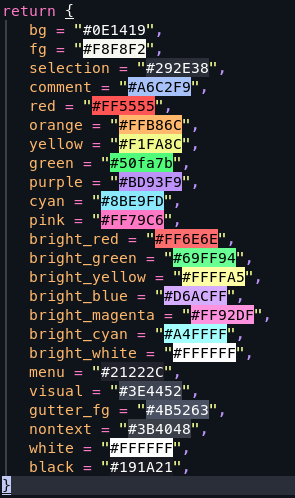 return {
bg = "#0E1419",
fg = "#F8F8F2",
selection = "#292E38",
comment = "#A6C2F9",
red = "#FF5555",
orange = "#FFB86C",
yellow = "#F1FA8C",
green = "#50fa7b",
purple = "#BD93F9",
cyan = "#8BE9FD",
pink = "#FF79C6",
bright_red = "#FF6E6E",
bright_green = "#69FF94",
bright_yellow = "#FFFFA5",
bright_blue = "#D6ACFF",
bright_magenta = "#FF92DF",
bright_cyan = "#A4FFFF",
bright_white = "#FFFFFF",
menu = "#21222C",
visual = "#3E4452",
gutter_fg = "#4B5263",
nontext = "#3B4048",
white = "#FFFFFF",
black = "#191A21",
}